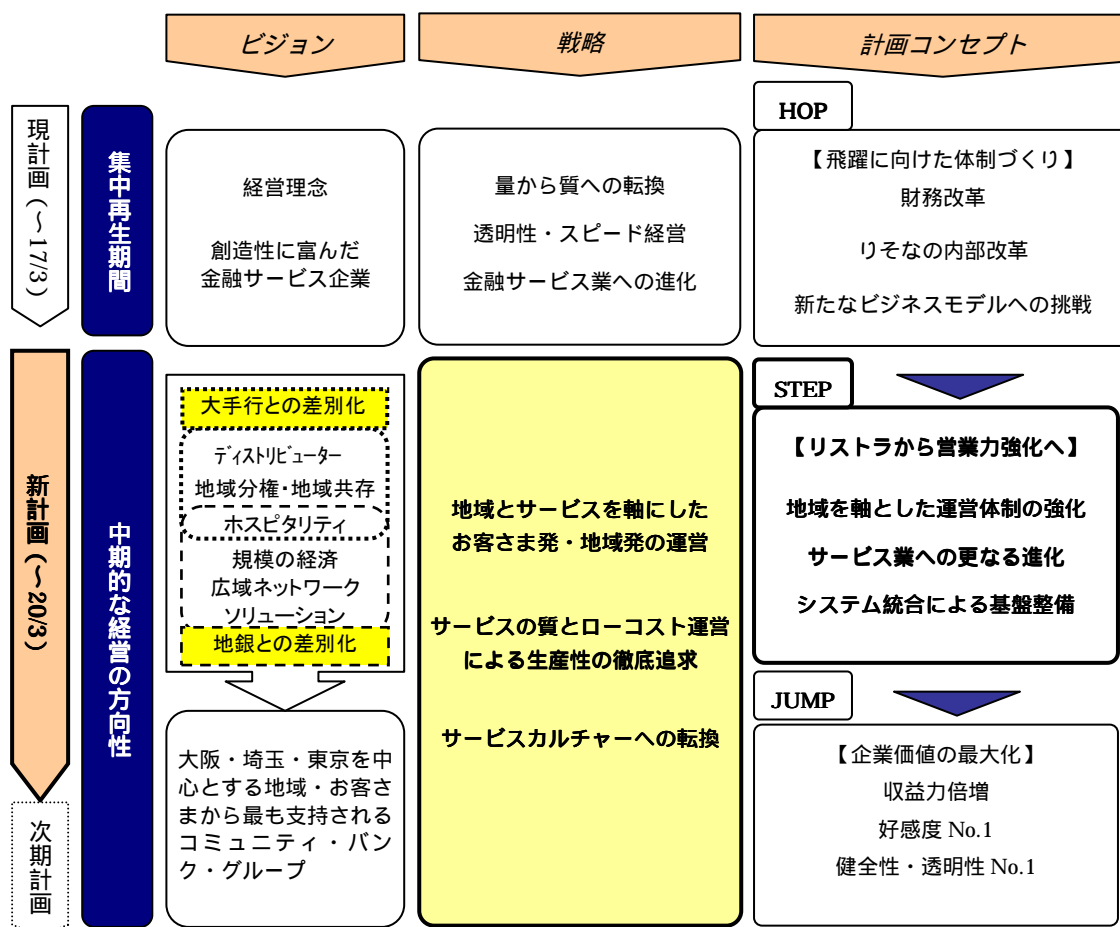 ビジョン
戦略
計画コンセプト
現計画(~17/3)
集中再生期間
経営理念
創造性に富んだ
金融サービス企業
量から質への転換
透明性・スピード経営
金融サービス業への進化
HOP
【飛躍に向けた体制づくり】
財務改革
りそなの内部改革
新たなビジネスモデルへの挑戦
新計画(~20/3)
次期計画
中期的な経営の方向性
大手行との差別化
ディストリビューター
地域分権・地域共存
ホスピタリティ
規模の経済
広域ネットワーク
ソリューション
地銀との差別化
大阪・埼玉・東京を中
心とする地域・お客さ
まから最も支持される
コミュニティ・バン
ク・グループ
地域とサービスを軸にした
お客さま発・地域発の運営
サービスの質とローコスト運営
による生産性の徹底追求
サービスカルチャーへの転換
STEP
【リストラから営業力強化へ】
地域を軸とした運営体制の強化
サービス業への更なる進化
システム統合による基盤整備
JUMP
【企業価値の最大化】
収益力倍増
好感度 No.1
健全性・透明性 No.1